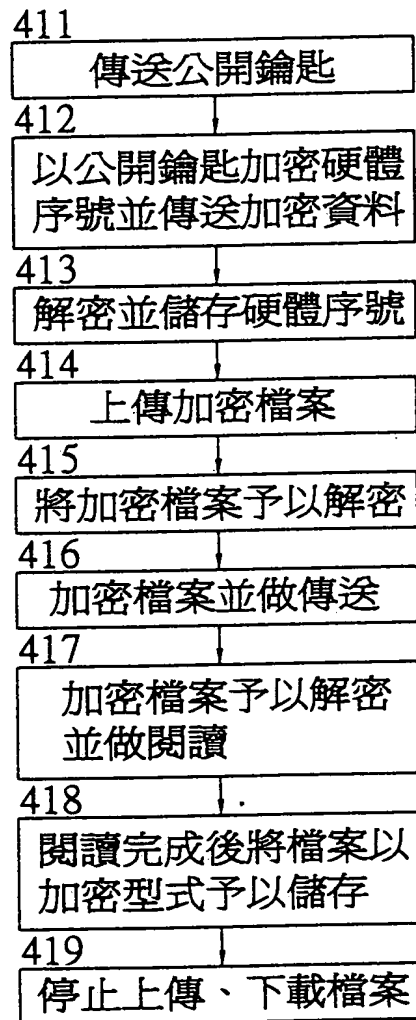 411
傳送公開鑰匙
412
以公開鑰匙加密硬體
序號並傳送加密資料
413
解密並儲存硬體序號
414
上傳加密檔案
415
將加密檔案予以解密
416
加密檔案並做傳送
417
加密檔案予以解密
並做閱讀
418
閱讀完成後將檔案以
加密型式予以儲存
419
停止上傳、下載檔案